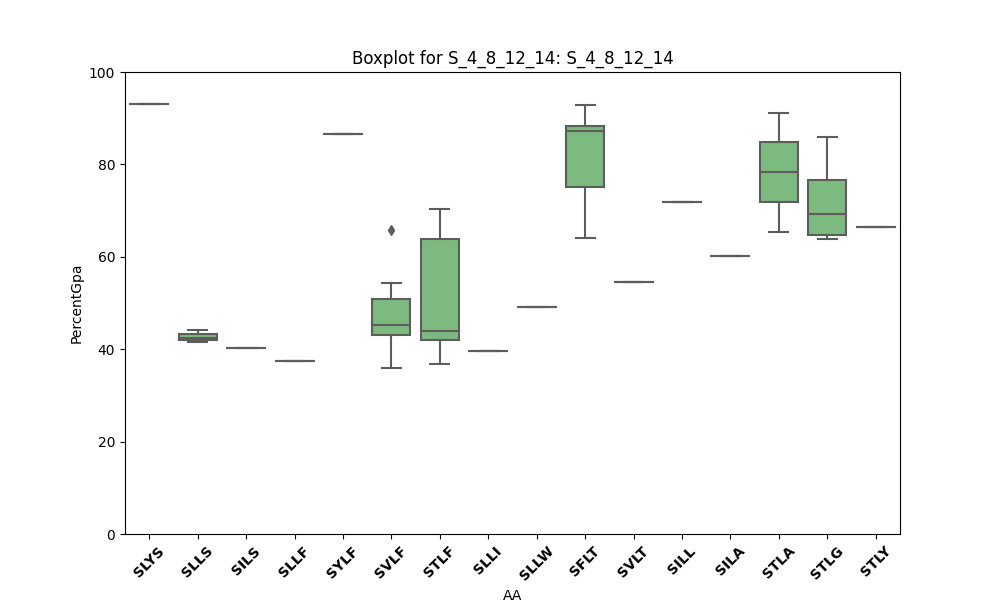 Boxplot for S_4_8_12_14: S_4_8_12_14
100
80
60
40
20
0
PercentGpa
SLYS SLLS SILS SLLF SYLF SVLF STLF SLLI SLLW SFLT SVLT SILL SILA STLA STLG STLY
AA